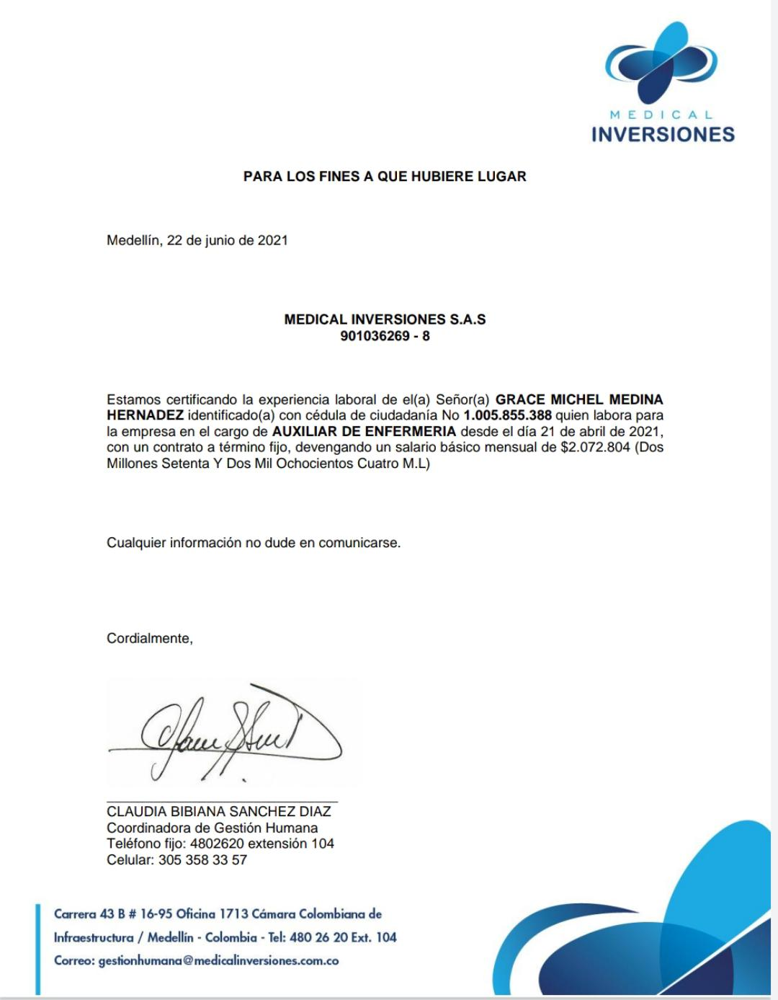 MEDICAL
INVERSIONES
PARA LOS FINES A QUE HUBIERE LUGAR
Medellín, 22 de junio de 2021
MEDICAL INVERSIONES S.A.S
901036269 - 8
Estamos certificando la experiencia laboral de el(a) Señor(a) GRACE MICHEL MEDINA
HERNADEZ identificado(a) con cédula de ciudadanía No 1.005.855.388 quien labora para
la empresa en el cargo de AUXILIAR DE ENFERMERIA desde el día 21 de abril de 2021,
con un contrato a término fijo, devengando un salario básico mensual de $2.072.804 (Dos
Millones Setenta Y Dos Mil Ochocientos Cuatro M.L)
Cualquier información no dude en comunicarse.
Cordialmente,
CLAUDIA BIBIANA SANCHEZ DIAZ
Coordinadora de Gestión Humana
Teléfono fijo: 4802620 extensión 104
Celular: 305 358 33 57
Carrera 43 B # 16-95 Oficina 1713 Cámara Colombiana de
Infraestructura / Medellín - Colombia - Tel: 480 26 20 Ext. 104
Correo: gestionhumana@medicalinversiones.com.co